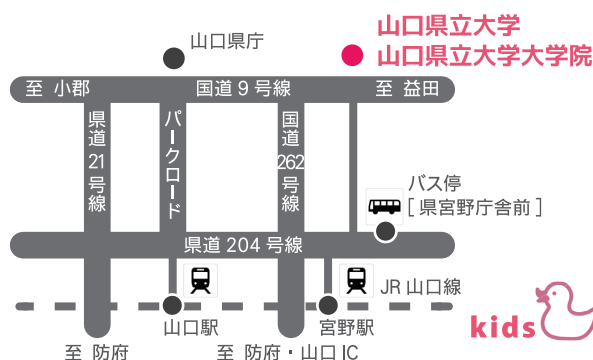 山口県庁
山口県立大学
山口県立大学大学院
至 小郡
国道 9 号線
至 益田
県道21号線
パークロード
国道262号線
バス停
[ 県宮野庁舎前 ]
県道 204 号線
JR 山口線
山口駅
宮野駅
至 防府
至 防府・山口 IC
kids